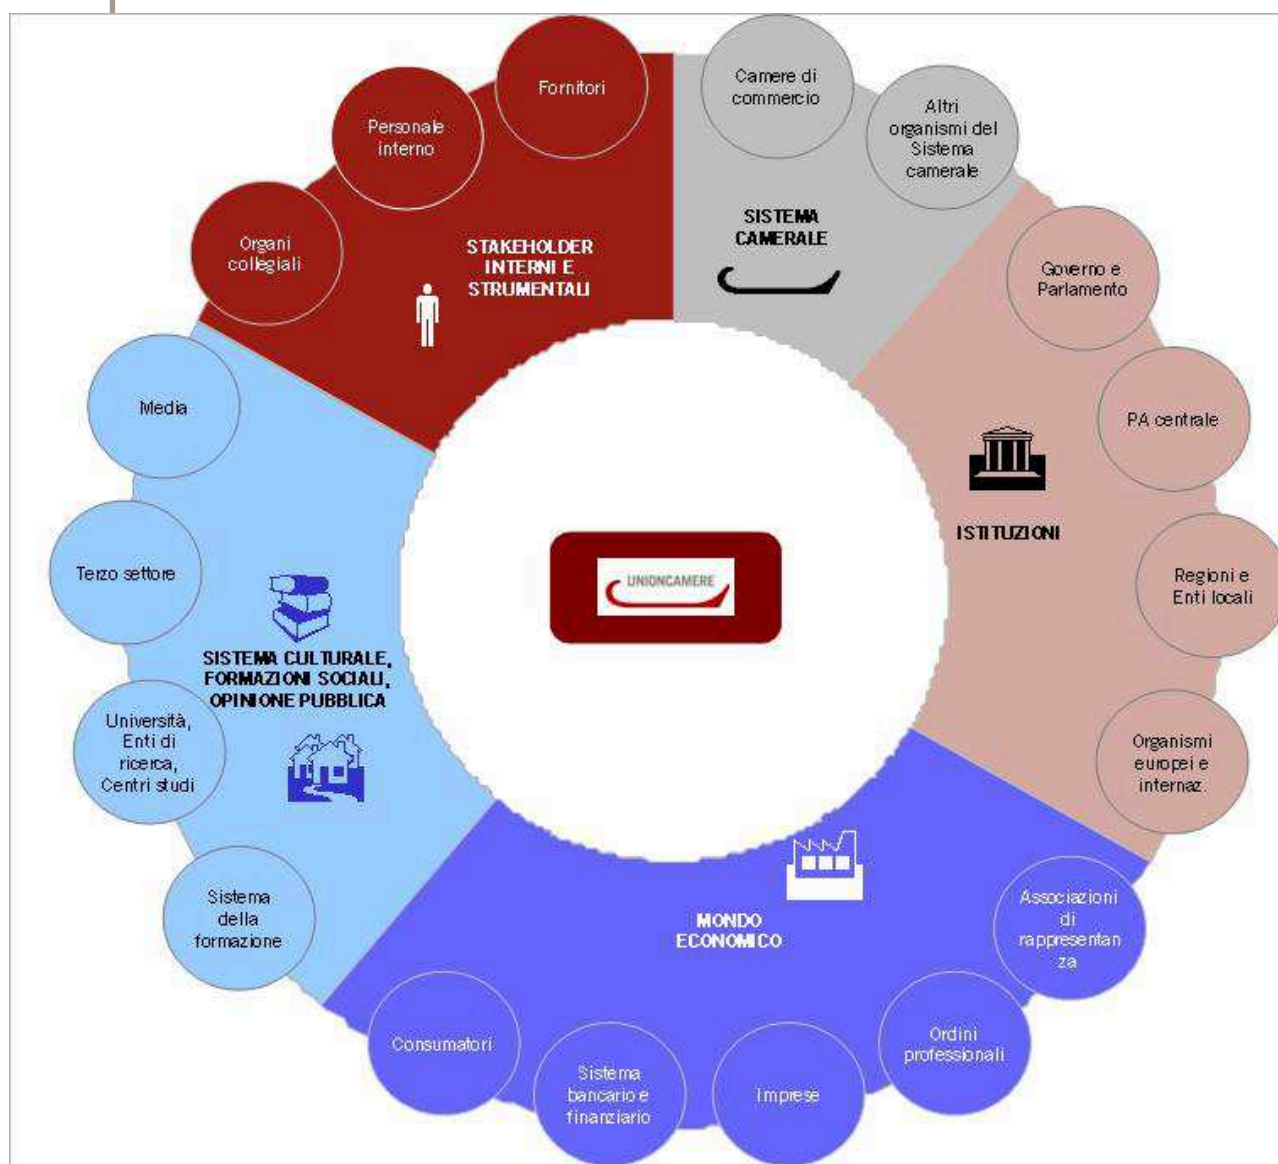 Fornitori
Personale
interno
Organi
collegiali
STAKEHOLDER
INTERNI E
STRUMENTALI
Camere di
commercio
Altri
organismi del
Sistema
camerale
SISTEMA
CAMERALE
Governo e
Parlamento
PA centrale
Regioni e
Enti locali
Organismi
europei e
internaz.
ISTITUZIONI
UNIONCAMERE
Media
Terzo settore
Università,
Enti di
ricerca,
Centri studi
Sistema
della
formazione
SISTEMA CULTURALE,
FORMAZIONI SOCIALI,
OPINIONE PUBBLICA
MONDO
ECONOMICO
Associazioni
di
rappresentan
za
Ordini
professionali
Imprese
Sistema
bancario e
finanziario
Consumatori